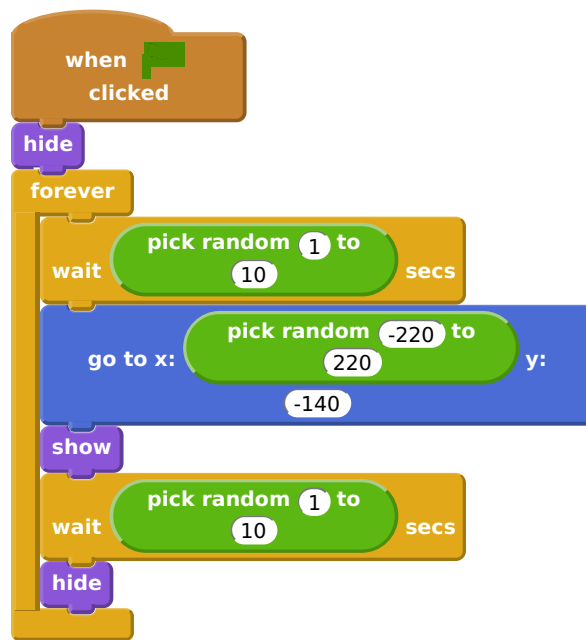 when
clicked
hide
forever
pick random 1 to
wait 10 secs
pick random -220 to
go to x: 220 y:
-140
show
pick random 1 to
wait 10 secs
hide